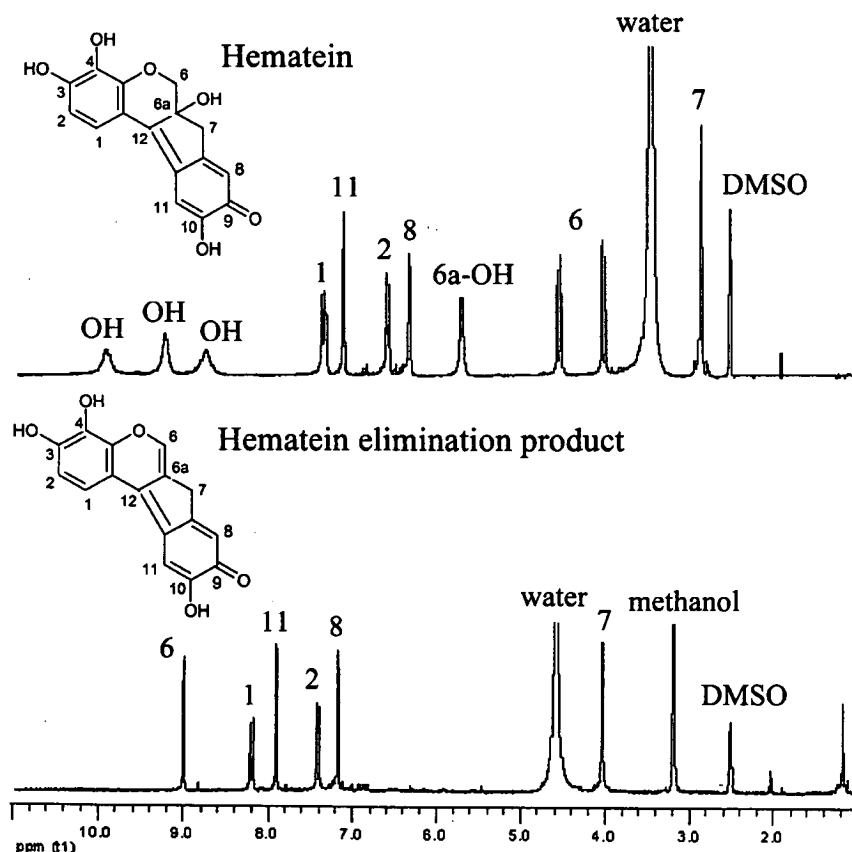 Hematein
OH
HO
4
3
2
1
O
6
6a
OH
7
12
8
11
10
9
O
OH
water
7
DMSO
11
1
2
8
6a-OH
6
OH
OH
OH
Hematein elimination product
OH
HO
4
3
2
1
O
6
6a
7
12
8
11
10
9
O
OH
6
1
11
2
8
water
7
methanol
DMSO
10.0 9.0 8.0 7.0 6.0 5.0 4.0 3.0 2.0
ppm (t1)